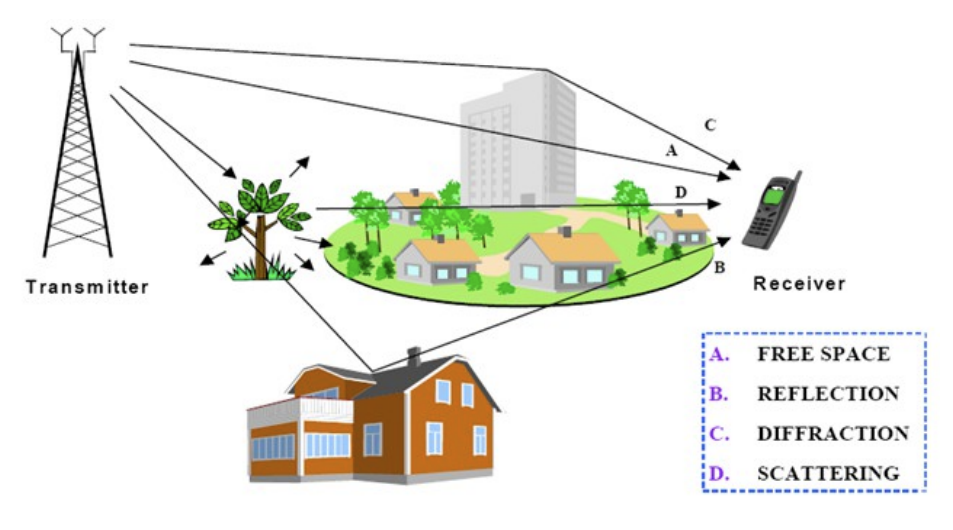 C
A
D
B
Transmitter
Receiver
A. FREE SPACE
B. REFLECTION
C. DIFFRACTION
D. SCATTERING